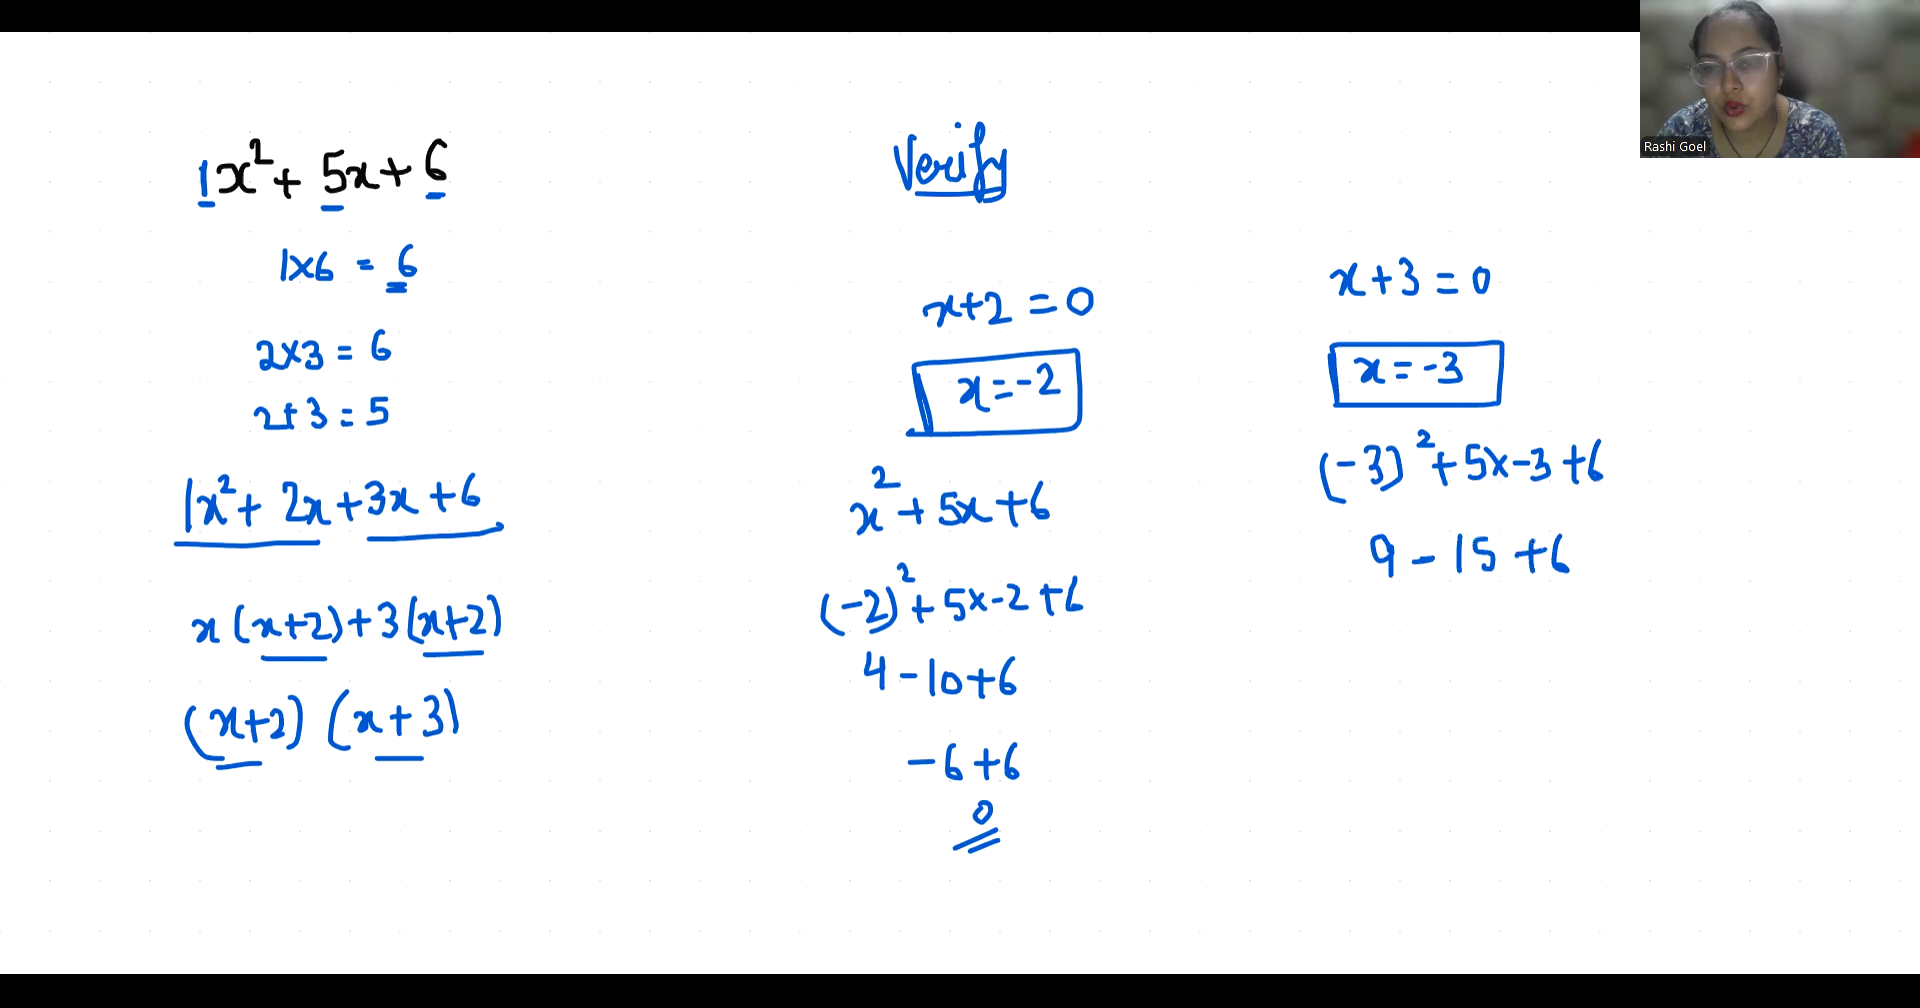 1x² + 5x + 6
1x6 = 6
2x3 = 6
2+3 = 5
1x² + 2x + 3x + 6
x(x+2)+3(x+2)
(x+2) (x+3)
Verify
x+2 = 0
x = -2
x² + 5x + 6
(-2)² + 5x-2 + 6
4 - 10 + 6
- 6 + 6
0
x + 3 = 0
x = -3
(-3)² + 5x-3 + 6
9 - 15 + 6
Rashi Goel